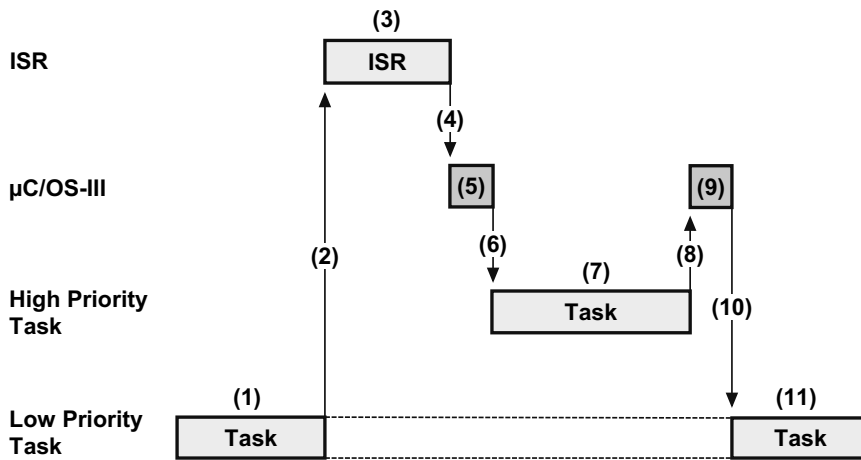 (3)
ISR
ISR
(4)
µC/OS-III
(5)
(9)
(2)
(6)
(7)
(8)
High Priority
Task
Task
(10)
(1)
(11)
Low Priority
Task
Task
Task